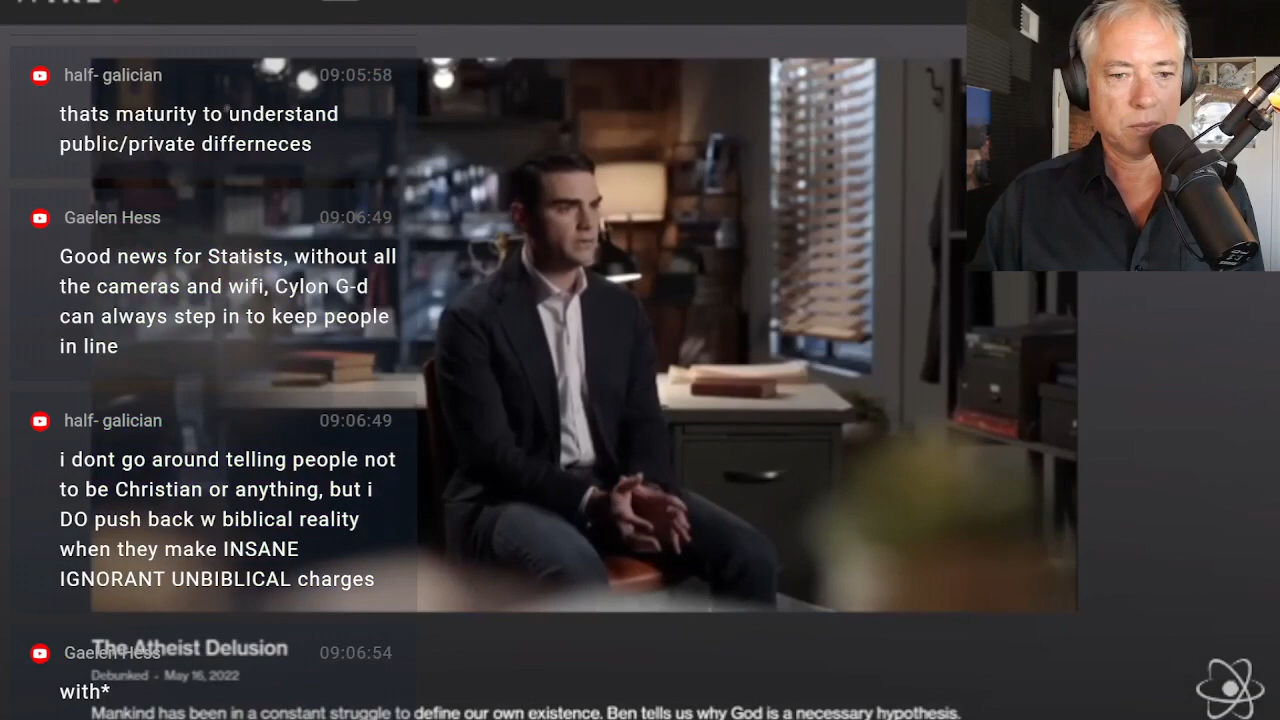 half- galician 09:05:58
thats maturity to understand
public/private differneces
Gaelen Hess 09:06:49
Good news for Statists, without all
the cameras and wifi, Cylon G-d
can always step in to keep people
in line
half- galician 09:06:49
i dont go around telling people not
to be Christian or anything, but i
DO push back w biblical reality
when they make INSANE
IGNORANT UNBIBLICAL charges
Gaelen Hess 09:06:54
with*
The Atheist Delusion
Debunked - May 16, 2022
Mankind has been in a constant struggle to define our own existence. Ben tells us why God is a necessary hypothesis.